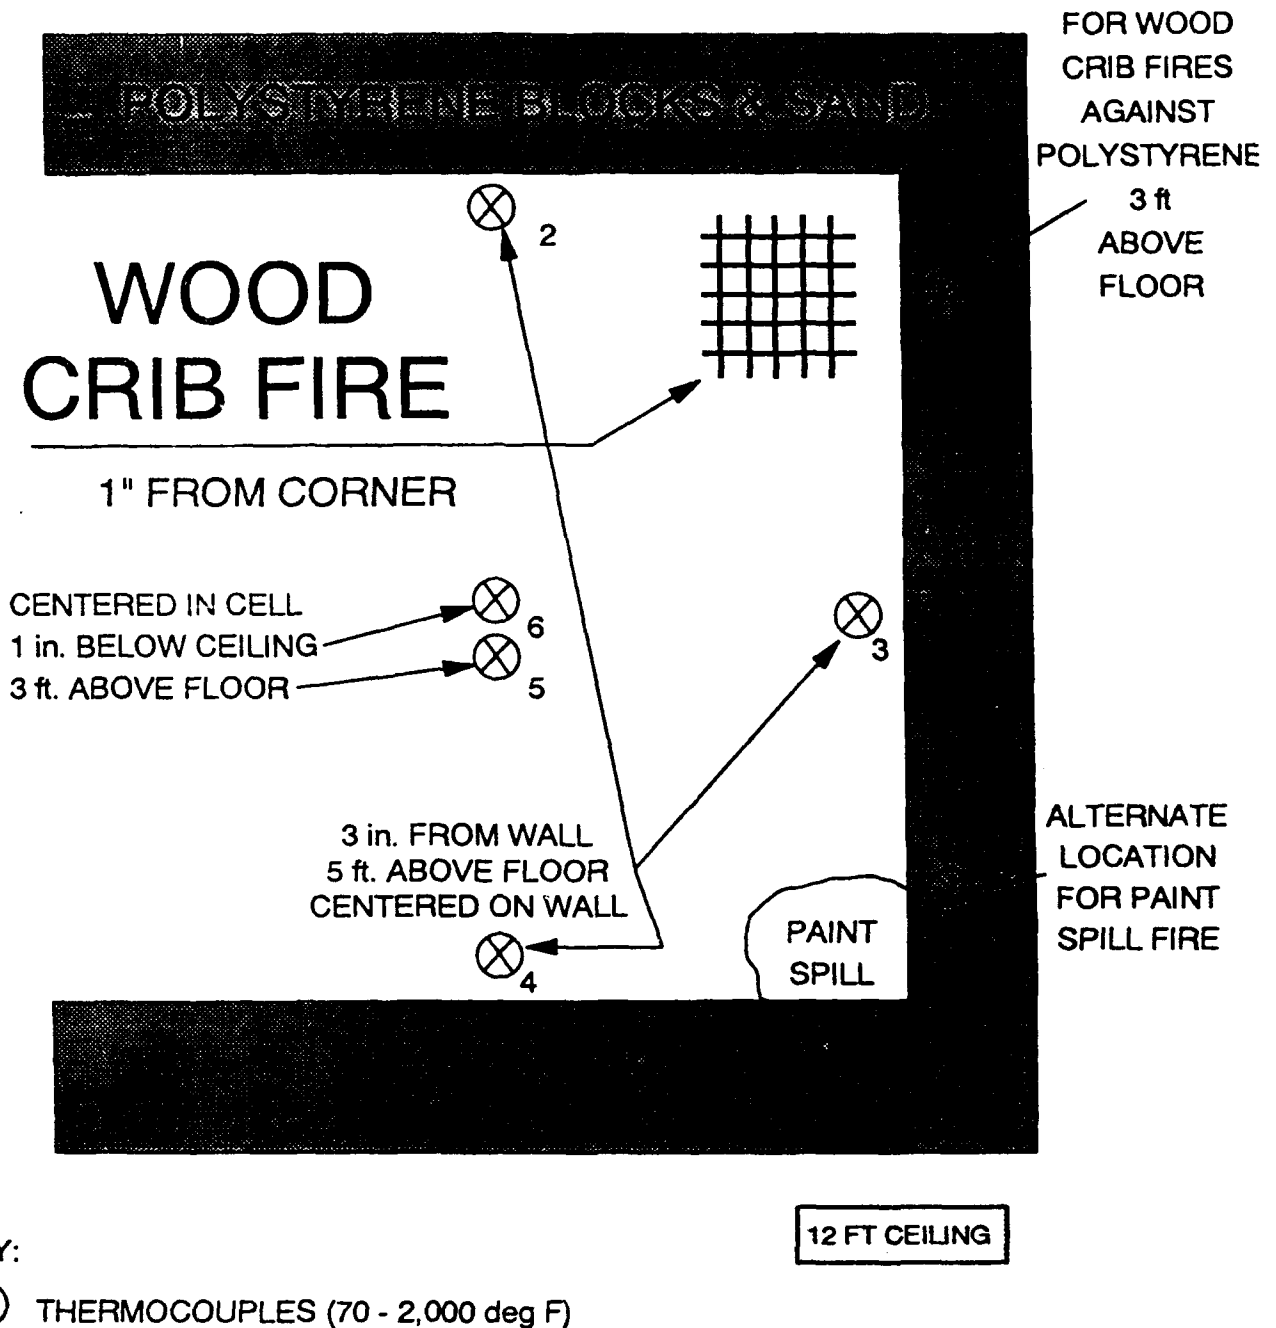 FOR WOOD
CRIB FIRES
AGAINST
POLYSTYRENE
3 ft
ABOVE
FLOOR
POLYSTYRENE BLOCKS & SAND
2
WOOD
CRIB FIRE
1" FROM CORNER
CENTERED IN CELL
1 in. BELOW CEILING
3 ft. ABOVE FLOOR
6
5
3
3 in. FROM WALL
5 ft. ABOVE FLOOR
CENTERED ON WALL
4
PAINT
SPILL
ALTERNATE
LOCATION
FOR PAINT
SPILL FIRE
12 FT CEILING
Y:
THERMOCOUPLES (70 - 2,000 deg F)